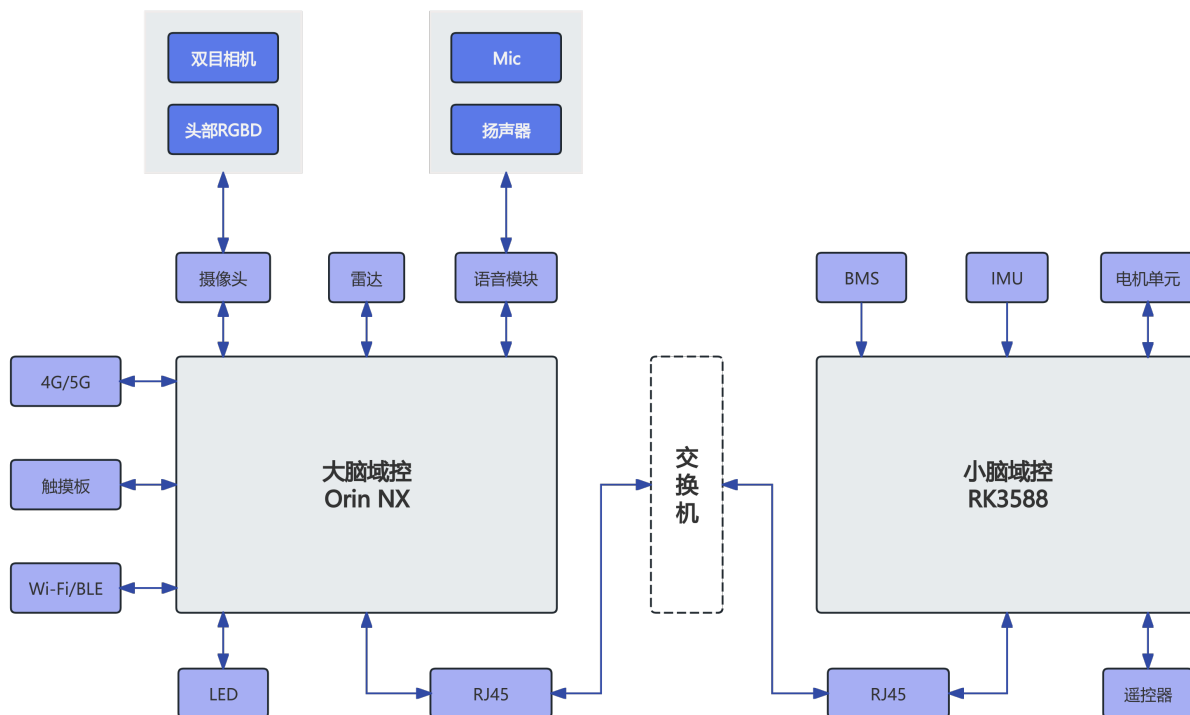 双目相机
Mic
头部RGBD
扬声器
摄像头
雷达
语音模块
BMS
IMU
电机单元
4G/5G
触摸板
Wi-Fi/BLE
大脑域控
Orin NX
交
换
机
小脑域控
RK3588
LED
RJ45
RJ45
遥控器